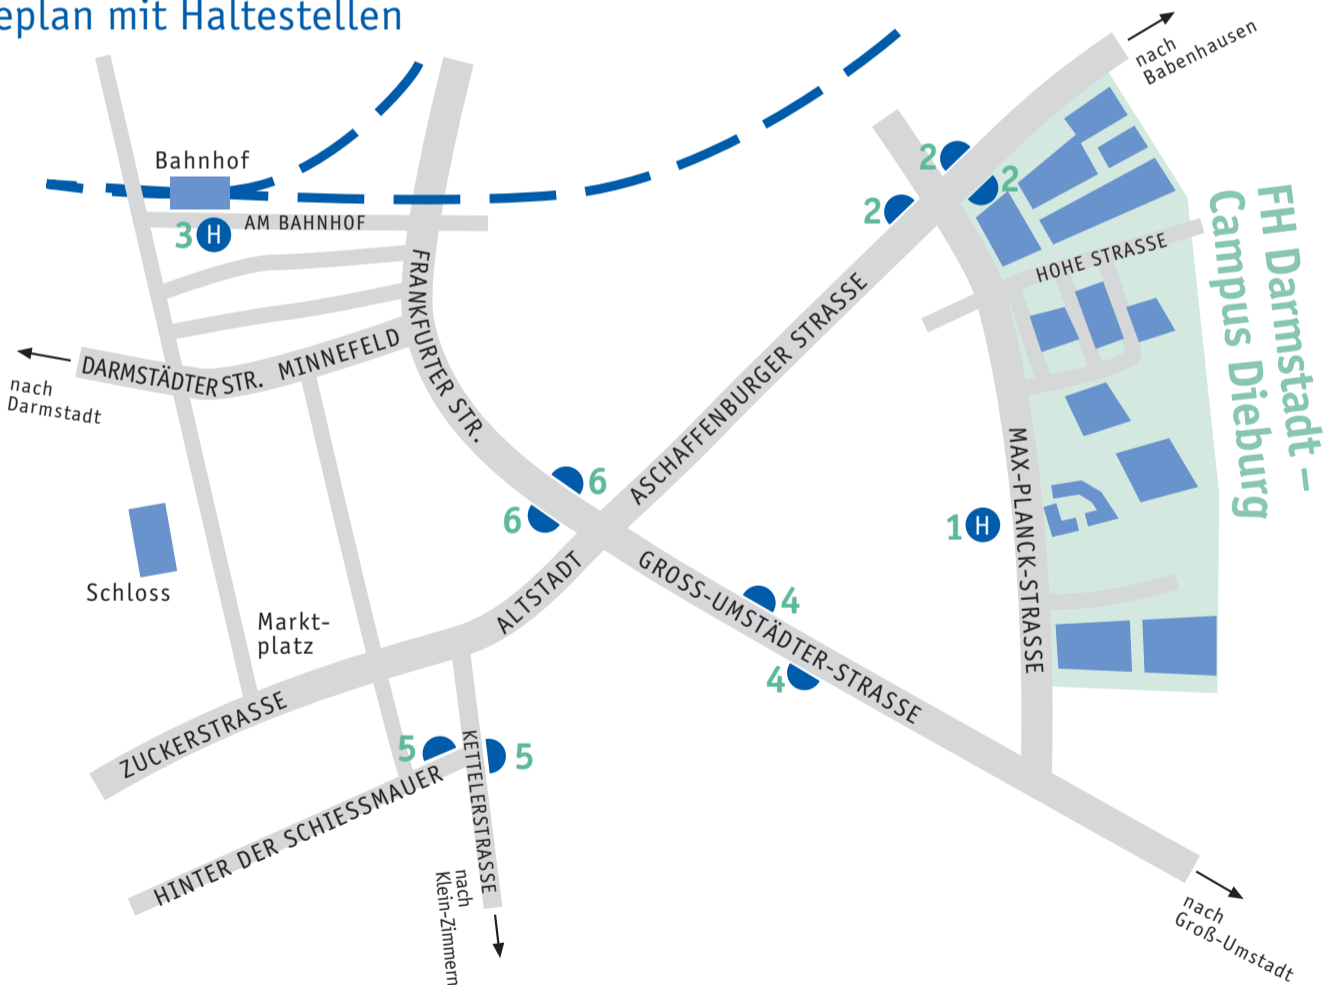 eplan mit Haltestellen
nach
Babenhausen
Bahnhof
2
2
2
3
H
AM BAHNHOF
HOHE STRASSE
FH Darmstadt –
Campus Dieburg
FRANKFURTER STR.
DARMSTÄDTER STR.
MINNEFELD
nach
Darmstadt
ASCHAFFENBURGER STRASSE
MAX-PLANCK-STRASSE
6
6
1
H
Schloss
ALTSTADT
GROSS-UMSTÄDTER-STRASSE
4
4
Markt-
platz
ZUCKERSTRASSE
5
5
KETTELERSTRASSE
HINTER DER SCHIESSMAUER
nach
Klein-Zimmern
nach
Groß-Umstadt